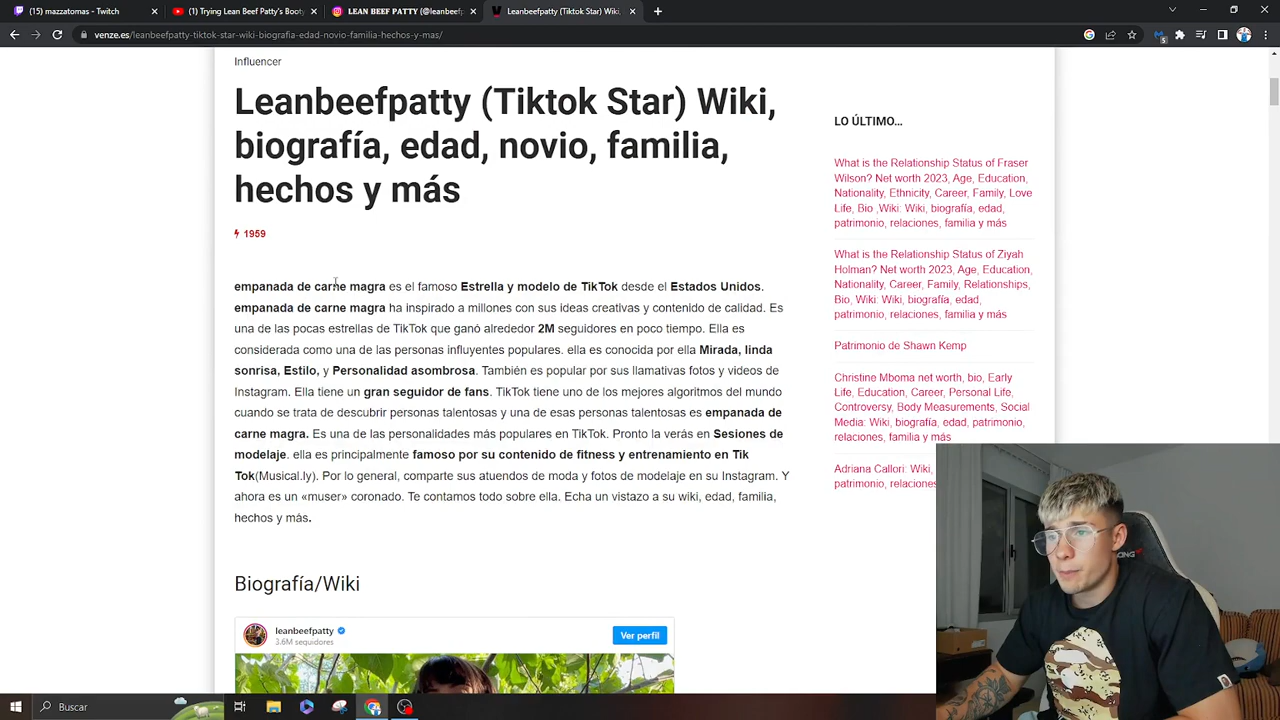 (15) mazzatomas - Twitch
(1) Trying Lean Beef Patty's Booty
LEAN BEEF PATTY (@leanbeefp
Leanbeefpatty (Tiktok Star) Wiki,
venze.es/leanbeefpatty-tiktok-star-wiki-biografia-edad-novio-familia-hechos-y-mas/
Influencer
Leanbeefpatty (Tiktok Star) Wiki,
biografía, edad, novio, familia,
hechos y más
1959
empanada de carne magra es el famoso Estrella y modelo de TikTok desde el Estados Unidos.
empanada de carne magra ha inspirado a millones con sus ideas creativas y contenido de calidad. Es
una de las pocas estrellas de TikTok que ganó alrededor 2M seguidores en poco tiempo. Ella es
considerada como una de las personas influyentes populares. ella es conocida por ella Mirada, linda
sonrisa, Estilo, y Personalidad asombrosa. También es popular por sus llamativas fotos y videos de
Instagram. Ella tiene un gran seguidor de fans. TikTok tiene uno de los mejores algoritmos del mundo
cuando se trata de descubrir personas talentosas y una de esas personas talentosas es empanada de
carne magra. Es una de las personalidades más populares en TikTok. Pronto la verás en Sesiones de
modelaje. ella es principalmente famoso por su contenido de fitness y entrenamiento en Tik
Tok(Musical.ly). Por lo general, comparte sus atuendos de moda y fotos de modelaje en su Instagram. Y
ahora es un «muser» coronado. Te contamos todo sobre ella. Echa un vistazo a su wiki, edad, familia,
hechos y más.
Biografía/Wiki
leanbeefpatty
3.6M seguidores
Ver perfil
LO ÚLTIMO...
What is the Relationship Status of Fraser
Wilson? Net worth 2023, Age, Education,
Nationality, Ethnicity, Career, Family, Love
Life, Bio ,Wiki: Wiki, biografía, edad,
patrimonio, relaciones, familia y más
What is the Relationship Status of Ziyah
Holman? Net worth 2023, Age, Education,
Nationality, Career, Family, Relationships,
Bio, Wiki: Wiki, biografía, edad,
patrimonio, relaciones, familia y más
Patrimonio de Shawn Kemp
Christine Mboma net worth, bio, Early
Life, Education, Career, Personal Life,
Controversy, Body Measurements, Social
Media: Wiki, biografía, edad, patrimonio,
relaciones, familia y más
Adriana Callori: Wiki,
patrimonio, relaciones
Buscar